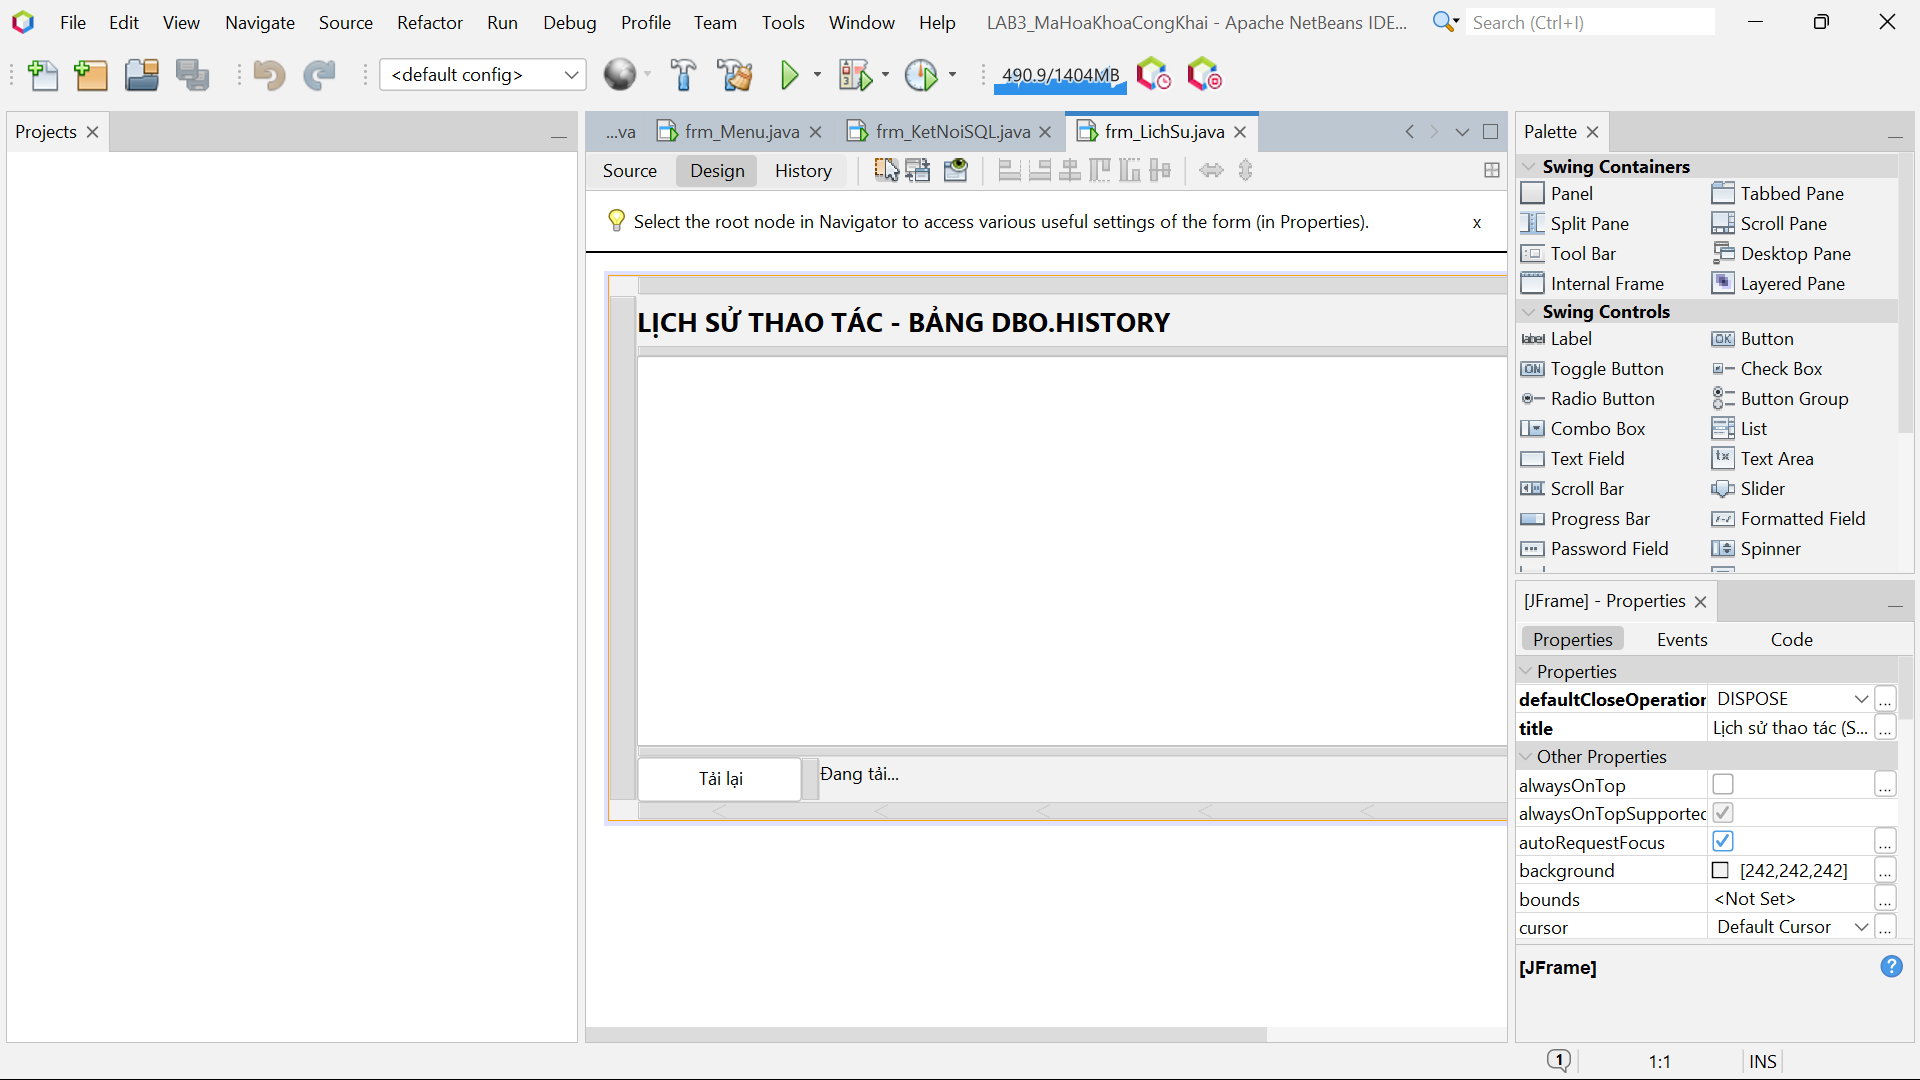 File Edit View Navigate Source Refactor Run Debug Profile Team Tools Window Help LAB3_MaHoaKhoaCongKhai - Apache NetBeans IDE... Search (Ctrl+I)
<default config> 490.9/1404MB
Projects
...va frm_Menu.java frm_KetNoiSQL.java frm_LichSu.java
Source Design History
Select the root node in Navigator to access various useful settings of the form (in Properties). x
LỊCH SỬ THAO TÁC - BẢNG DBO.HISTORY
Tải lại
Đang tải...
Palette
Swing Containers
Panel Tabbed Pane
Split Pane Scroll Pane
Tool Bar Desktop Pane
Internal Frame Layered Pane
Swing Controls
label Label OK Button
ON Toggle Button Check Box
Radio Button Button Group
Combo Box List
Text Field tx Text Area
Scroll Bar Slider
Progress Bar Formatted Field
Password Field Spinner
[JFrame] - Properties
Properties Events Code
Properties
defaultCloseOperation DISPOSE ...
title Lịch sử thao tác (S... ...
Other Properties
alwaysOnTop ...
alwaysOnTopSupported
autoRequestFocus ...
background [242,242,242] ...
bounds <Not Set> ...
cursor Default Cursor ...
[JFrame] ?
1 1:1 INS